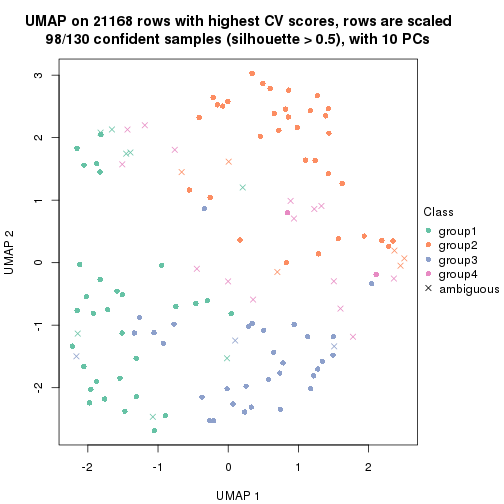 UMAP on 21168 rows with highest CV scores, rows are scaled
98/130 confident samples (silhouette > 0.5), with 10 PCs
3
2
1
0
-1
-2
UMAP 2
-2 -1 0 1 2
UMAP 1
Class
group1
group2
group3
group4
ambiguous